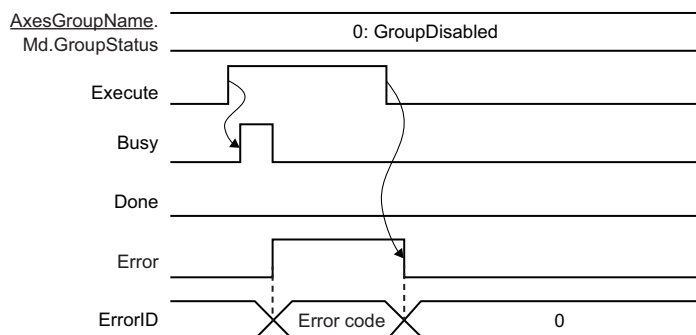 AxesGroupName.
Md.GroupStatus
0: GroupDisabled
Execute
Busy
Done
Error
ErrorID
Error code
0